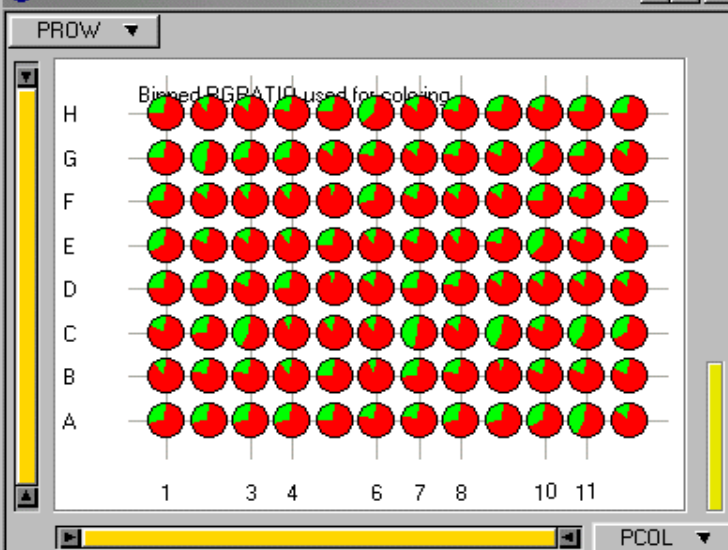 PROW
Binned RGRATIO used for coloring
H
G
F
E
D
C
B
A
1 3 4 6 7 8 10 11
PCOL